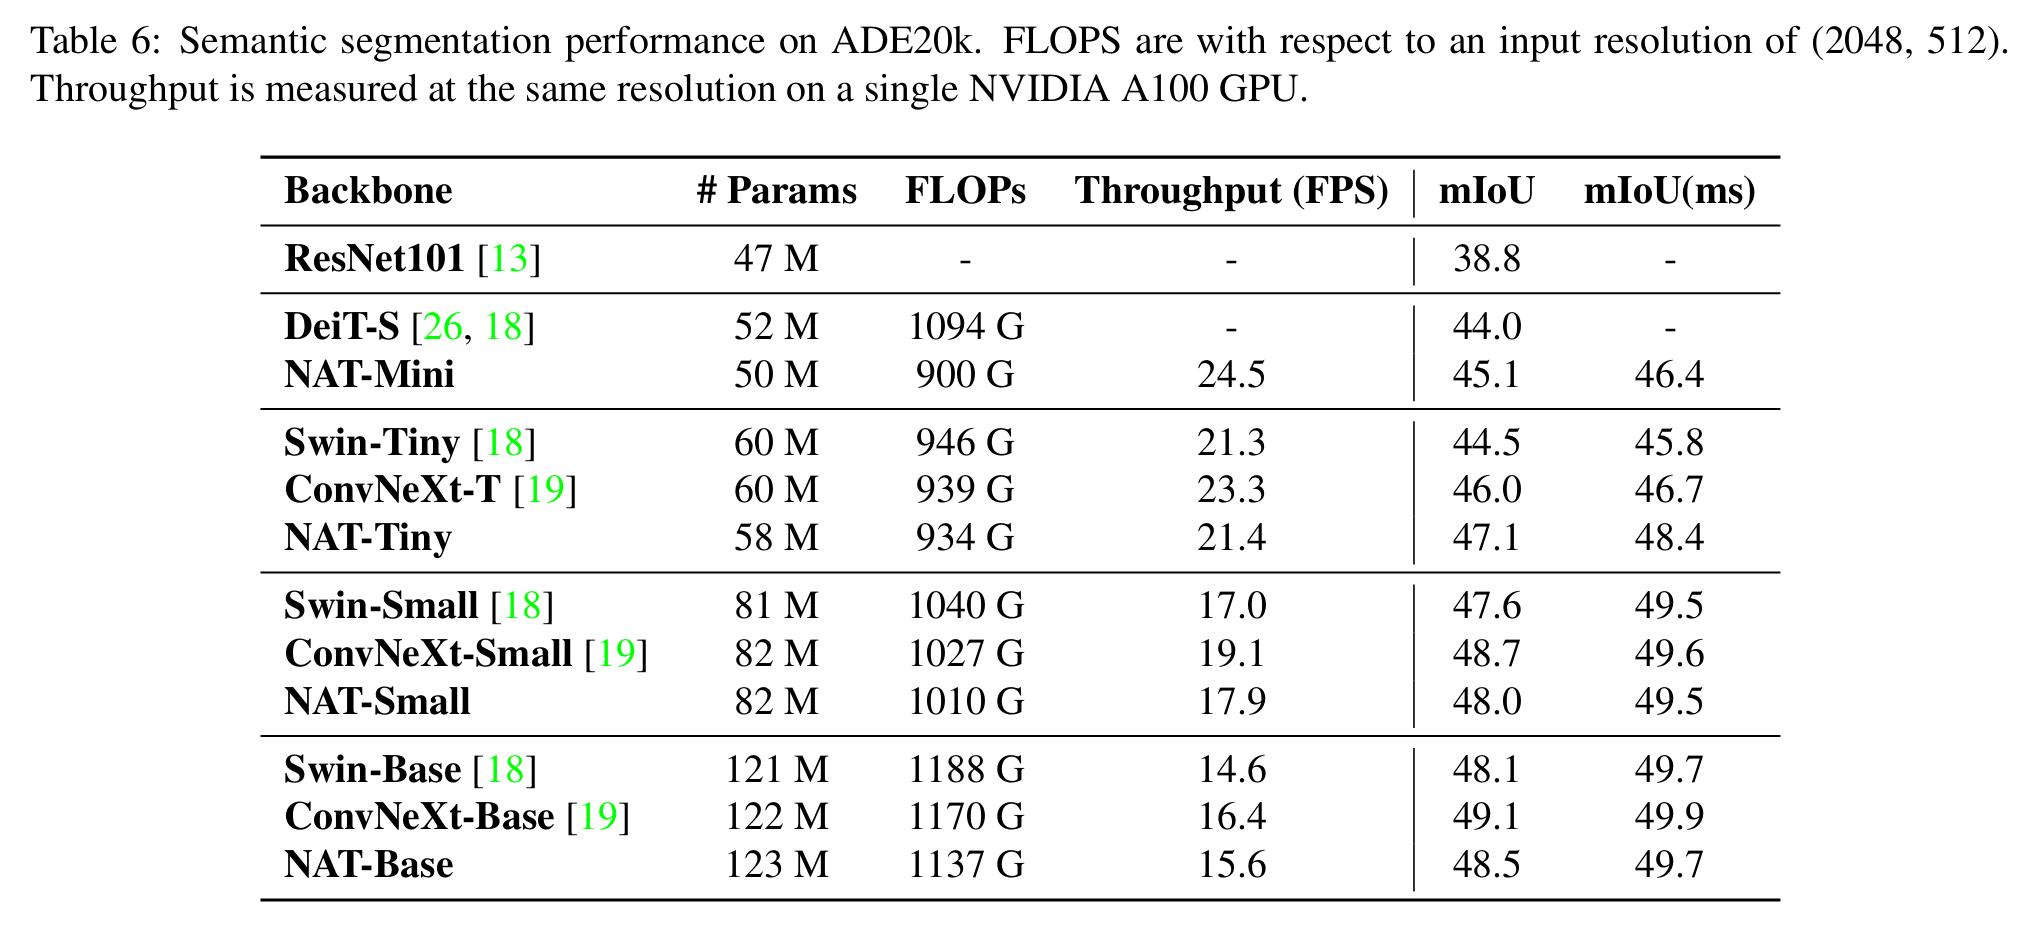 Table 6: Semantic segmentation performance on ADE20k. FLOPS are with respect to an input resolution of (2048, 512).
Throughput is measured at the same resolution on a single NVIDIA A100 GPU.
Backbone # Params FLOPs Throughput (FPS) mIoU mIoU(ms)
ResNet101 [13] 47 M - - 38.8 -
DeiT-S [26, 18] 52 M 1094 G - 44.0 -
NAT-Mini 50 M 900 G 24.5 45.1 46.4
Swin-Tiny [18] 60 M 946 G 21.3 44.5 45.8
ConvNeXt-T [19] 60 M 939 G 23.3 46.0 46.7
NAT-Tiny 58 M 934 G 21.4 47.1 48.4
Swin-Small [18] 81 M 1040 G 17.0 47.6 49.5
ConvNeXt-Small [19] 82 M 1027 G 19.1 48.7 49.6
NAT-Small 82 M 1010 G 17.9 48.0 49.5
Swin-Base [18] 121 M 1188 G 14.6 48.1 49.7
ConvNeXt-Base [19] 122 M 1170 G 16.4 49.1 49.9
NAT-Base 123 M 1137 G 15.6 48.5 49.7